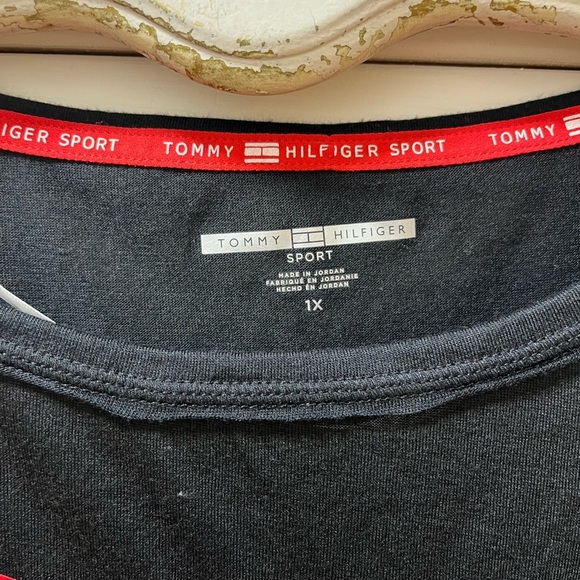 IGER SPORT TOMMY HILFIGER SPORT TOMMY
TOMMY HILFIGER
SPORT
MADE IN JORDAN
FABRIQUÉ EN JORDANIE
HECHO EN JORDAN
1X